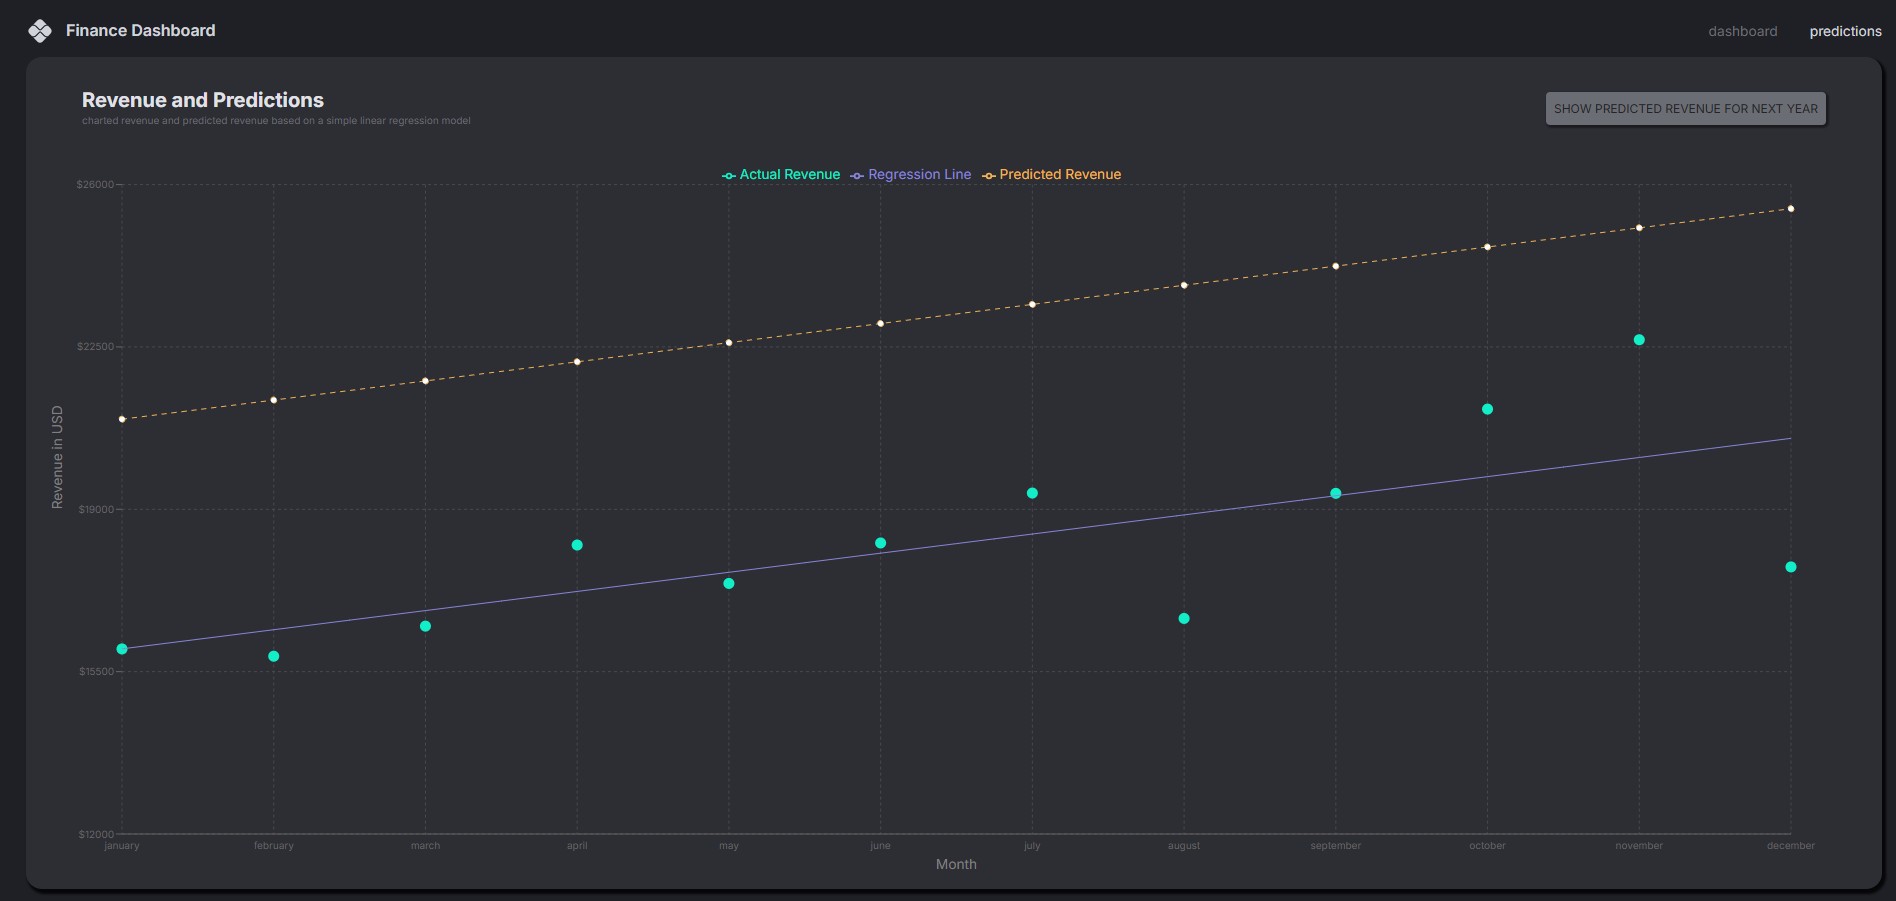 Finance Dashboard
dashboard
predictions
Revenue and Predictions
charted revenue and predicted revenue based on a simple linear regression model
SHOW PREDICTED REVENUE FOR NEXT YEAR
Actual Revenue
Regression Line
Predicted Revenue
$26000
$22500
$19000
$15500
$12000
Revenue in USD
january
february
march
april
may
june
july
august
september
october
november
december
Month